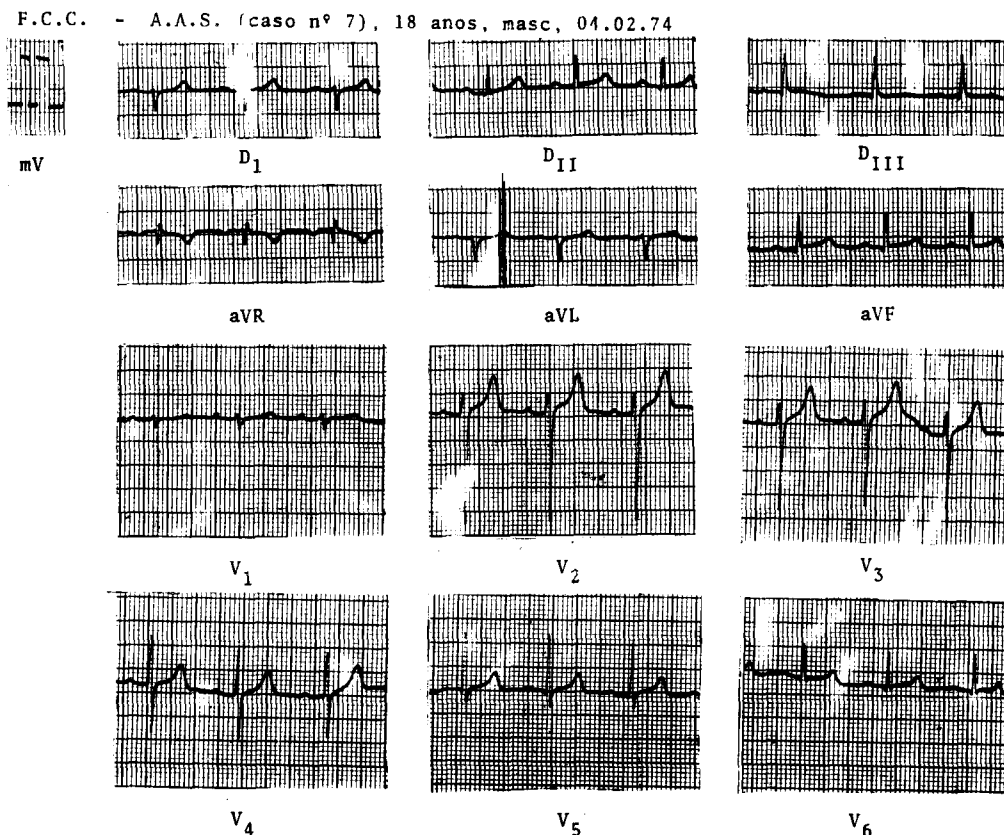 F.C.C. - A.A.S. (caso nº 7), 18 anos, masc, 04.02.74
mV
D1
DII
DIII
aVR
aVL
aVF
V1
V2
V3
V4
V5
V6